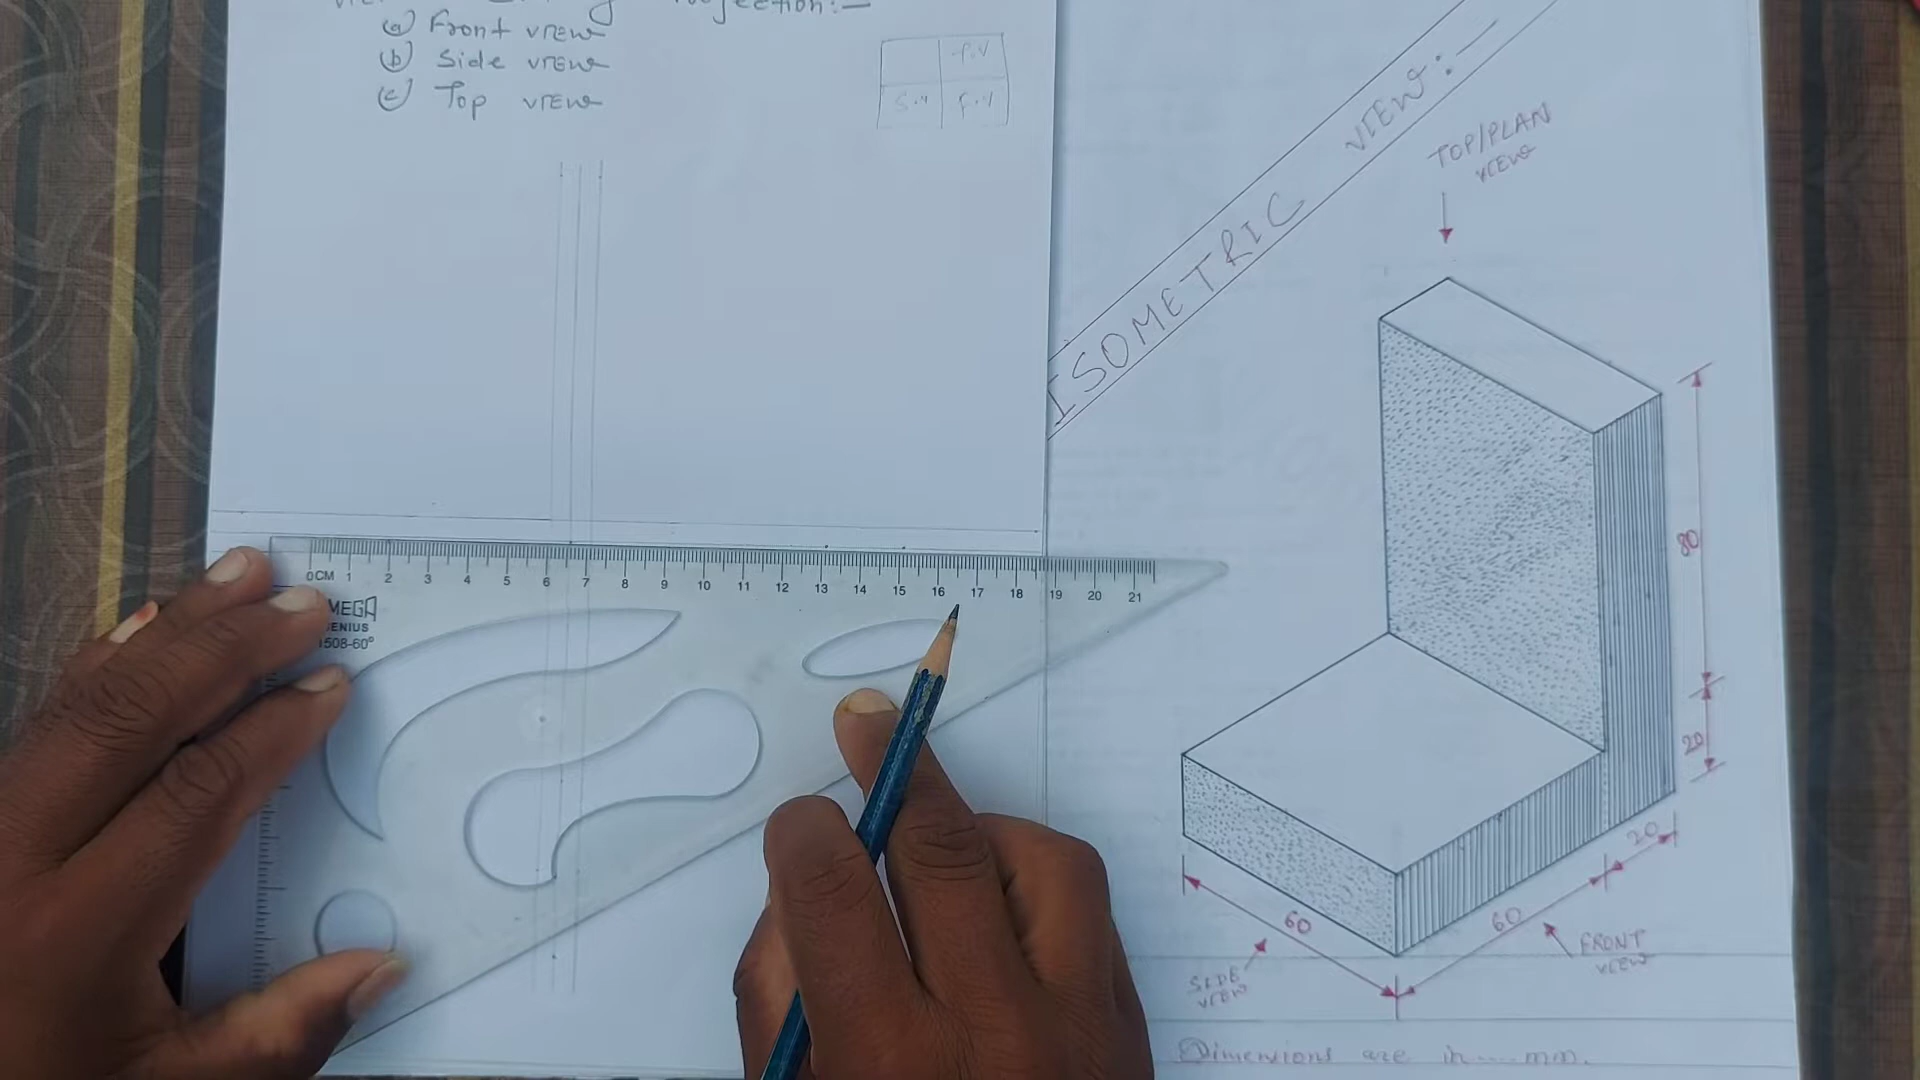 (a) Front view
(b) Side view
(c) Top view
T.V
S.V F.V
ISOMETRIC VIEW:-
TOP/PLAN
VIEW
80
20
20
60
60
SIDE
VIEW
FRONT
VIEW
Dimensions are in mm.
0CM 1 2 3 4 5 6 7 8 9 10 11 12 13 14 15 16 17 18 19 20 21
1508-60°